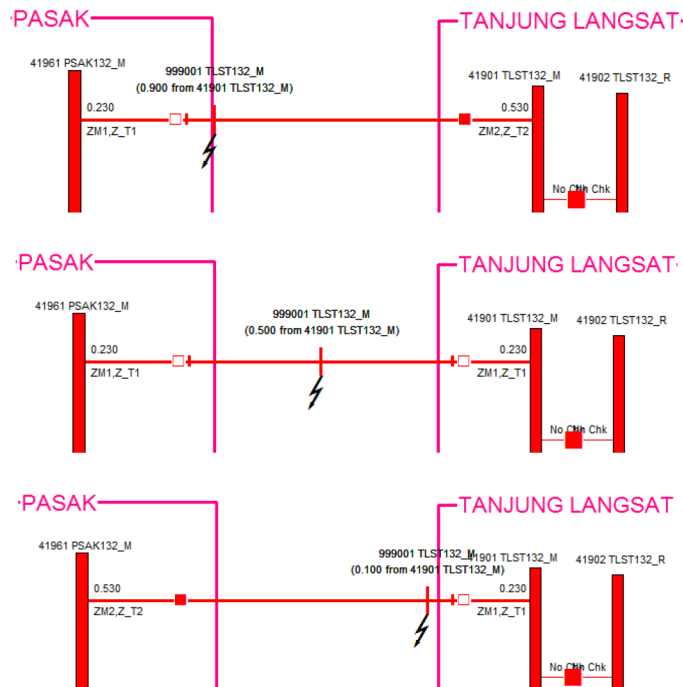 PASAK
TANJUNG LANGSAT
41961 PSAK132_M
999001 TLST132_M
(0.900 from 41901 TLST132_M)
41901 TLST132_M
41902 TLST132_R
0.230
ZM1,Z_T1
0.530
ZM2,Z_T2
No Chk
No Chk
PASAK
TANJUNG LANGSAT
41961 PSAK132_M
999001 TLST132_M
(0.500 from 41901 TLST132_M)
41901 TLST132_M
41902 TLST132_R
0.230
ZM1,Z_T1
0.230
ZM1,Z_T1
No Chk
No Chk
PASAK
TANJUNG LANGSAT
41961 PSAK132_M
999001 TLST132_M
(0.100 from 41901 TLST132_M)
41901 TLST132_M
41902 TLST132_R
0.530
ZM2,Z_T2
0.230
ZM1,Z_T1
No Chk
No Chk